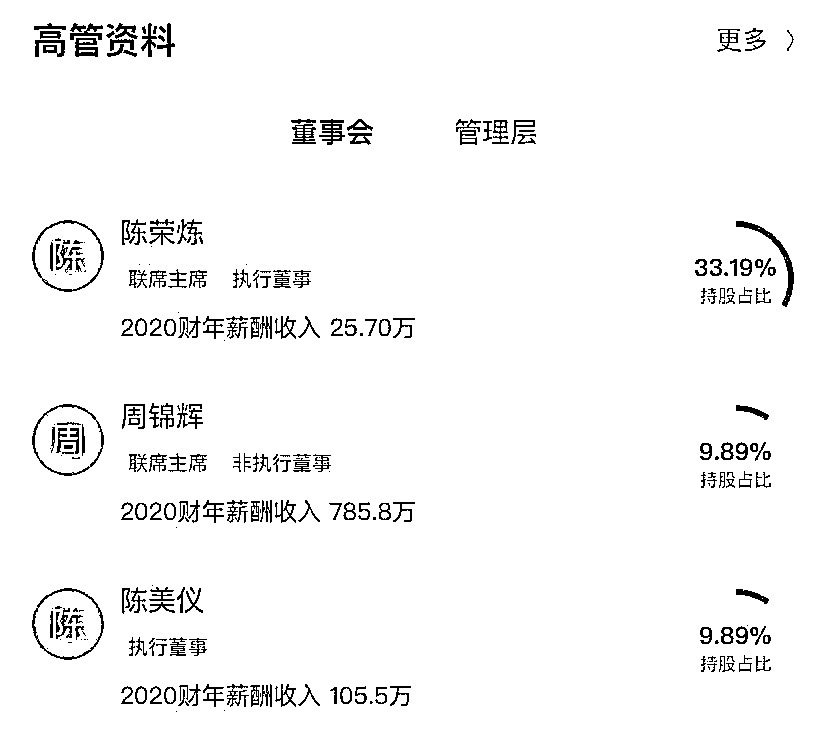 高管资料 更多 〉
董事会 管理层
陈 陈荣炼
33.19%
联席主席 执行董事
持股占比
2020财年薪酬收入 25.70万
周 周锦辉
9.89%
联席主席 非执行董事
持股占比
2020财年薪酬收入 785.8万
陈 陈美仪
9.89%
执行董事
持股占比
2020财年薪酬收入 105.5万